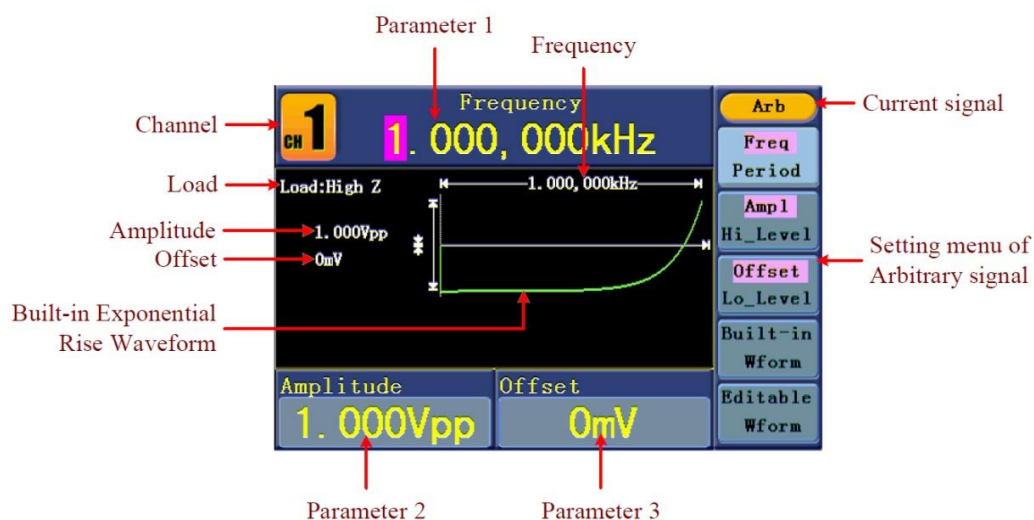 Parameter 1
Frequency
Channel
CH 1
Frequency
1.000,000kHz
Arb
Current signal
Freq
Period
Load
Load:High Z
1.000,000kHz
Ampl
Hi_Level
Amplitude
1.000Vpp
Offset
0mV
Setting menu of
Arbitrary signal
Offset
Lo_Level
Built-in Exponential
Rise Waveform
Built-in
Wform
Amplitude
1.000Vpp
Offset
0mV
Editable
Wform
Parameter 2
Parameter 3